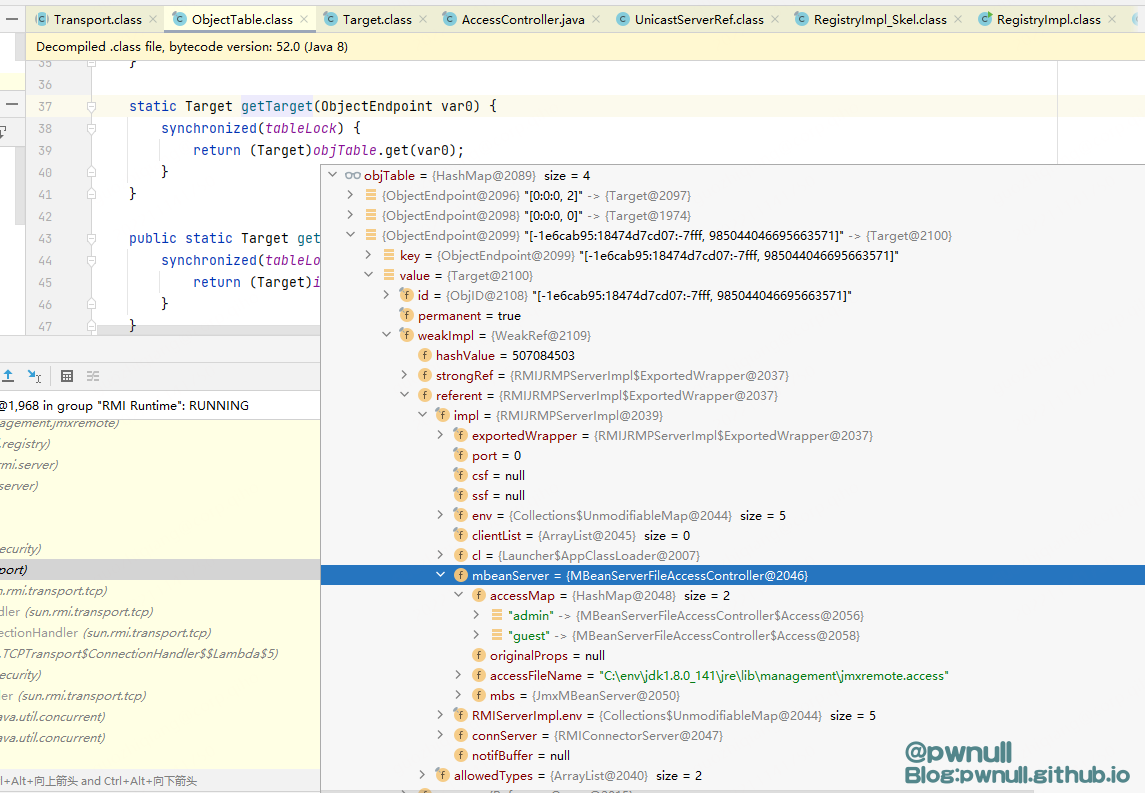 Transport.class × ObjectTable.class × Target.class × AccessController.java × UnicastServerRef.class × RegistryImpl_Skel.class × RegistryImpl.class ×
Decompiled .class file, bytecode version: 52.0 (Java 8)
35 }
36
37 static Target getTarget(ObjectEndpoint var0) {
38 synchronized(tableLock) {
39 return (Target)objTable.get(var0);
40 }
41 }
42
43 public static Target get
44 synchronized(tableLo
45 return (Target)i
46 }
47 }
objTable = {HashMap@2089} size = 4
{ObjectEndpoint@2096} "[0:0:0, 2]" -> {Target@2097}
{ObjectEndpoint@2098} "[0:0:0, 0]" -> {Target@1974}
{ObjectEndpoint@2099} "[-1e6cab95:18474d7cd07:-7fff, 985044046695663571]" -> {Target@2100}
key = {ObjectEndpoint@2099} "[-1e6cab95:18474d7cd07:-7fff, 985044046695663571]"
value = {Target@2100}
id = {ObjID@2108} "[-1e6cab95:18474d7cd07:-7fff, 985044046695663571]"
permanent = true
weakImpl = {WeakRef@2109}
hashValue = 507084503
strongRef = {RMIJRMPServerImpl$ExportedWrapper@2037}
referent = {RMIJRMPServerImpl$ExportedWrapper@2037}
impl = {RMIJRMPServerImpl@2039}
exportedWrapper = {RMIJRMPServerImpl$ExportedWrapper@2037}
port = 0
csf = null
ssf = null
env = {Collections$UnmodifiableMap@2044} size = 5
clientList = {ArrayList@2045} size = 0
cl = {Launcher$AppClassLoader@2007}
mbeanServer = {MBeanServerFileAccessController@2046}
accessMap = {HashMap@2048} size = 2
"admin" -> {MBeanServerFileAccessController$Access@2056}
"guest" -> {MBeanServerFileAccessController$Access@2058}
originalProps = null
accessFileName = "C:\env\jdk1.8.0_141\jre\lib\management\jmxremote.access"
mbs = {JmxMBeanServer@2050}
RMIServerImpl.env = {Collections$UnmodifiableMap@2044} size = 5
connServer = {RMIConnectorServer@2047}
notifBuffer = null
allowedTypes = {ArrayList@2040} size = 2
@1,968 in group "RMI Runtime": RUNNING
agement.jmxremote)
.registry)
rmi.server)
server)
ecurity)
port)
n.rmi.transport.tcp)
dler (sun.rmi.transport.tcp)
ectionHandler (sun.rmi.transport.tcp)
.TCPTransport$ConnectionHandler$$Lambda$5)
ecurity)
ler (sun.rmi.transport.tcp)
ava.util.concurrent)
ava.util.concurrent)
l+Alt+向上箭头 and Ctrl+Alt+向下箭头
@pwnull
Blog:pwnull.github.io